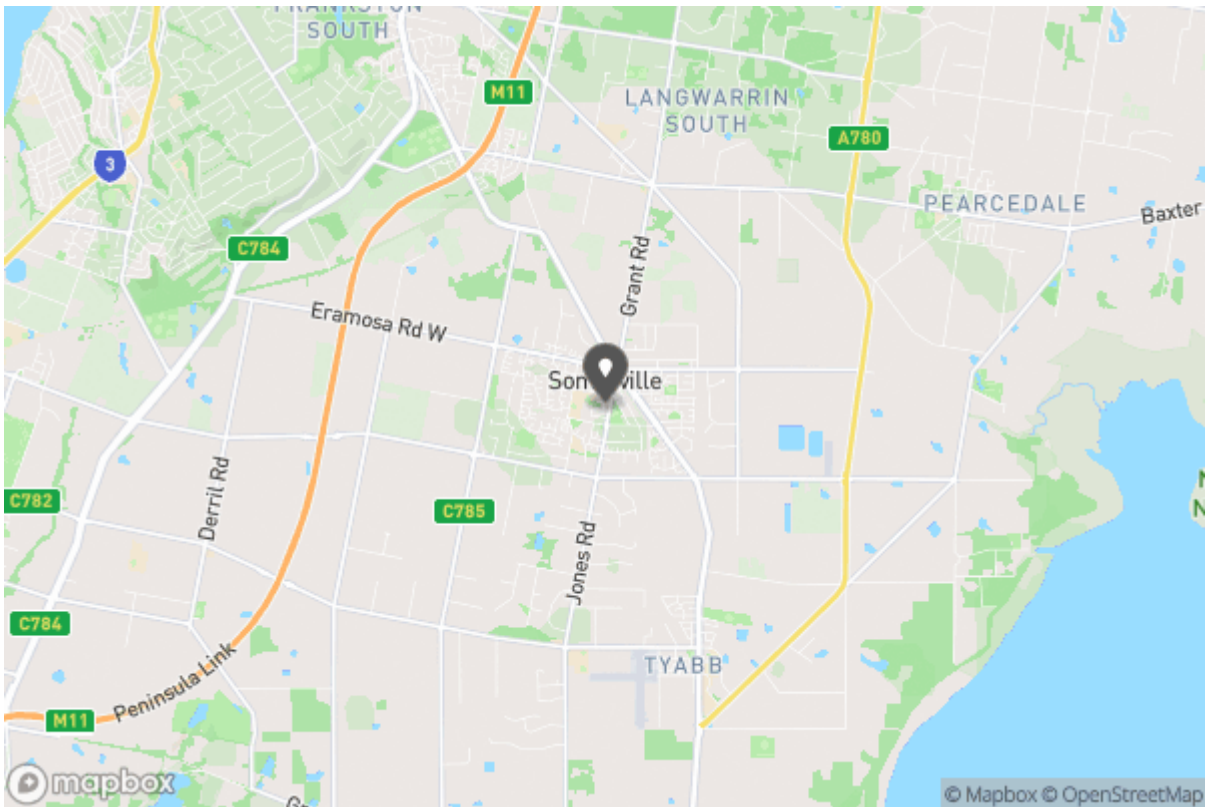 FRANKSTON
SOUTH
M11
LANGWARRIN
SOUTH
A780
3
PEARCEDALE
Baxter
C784
Grant Rd
Eramosa Rd W
C782
Derril Rd
C785
Jones Rd
C784
TYABB
Peninsula Link
M11
mapbox
© Mapbox © OpenStreetMap